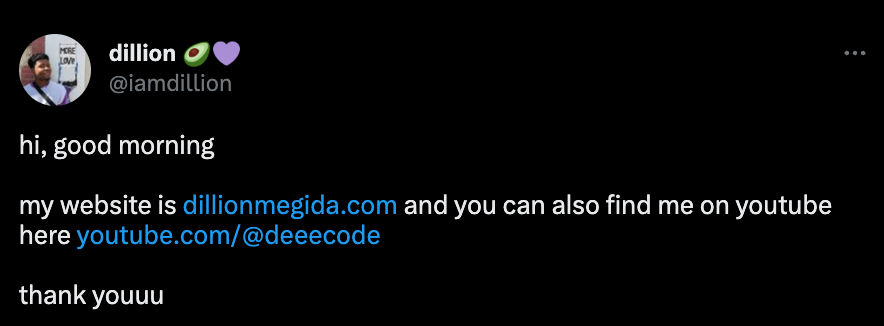 dillion 🥑💜
@iamdillion
MORE
LOVE
hi, good morning
my website is dillionmegida.com and you can also find me on youtube
here youtube.com/@deeecode
thank youuu